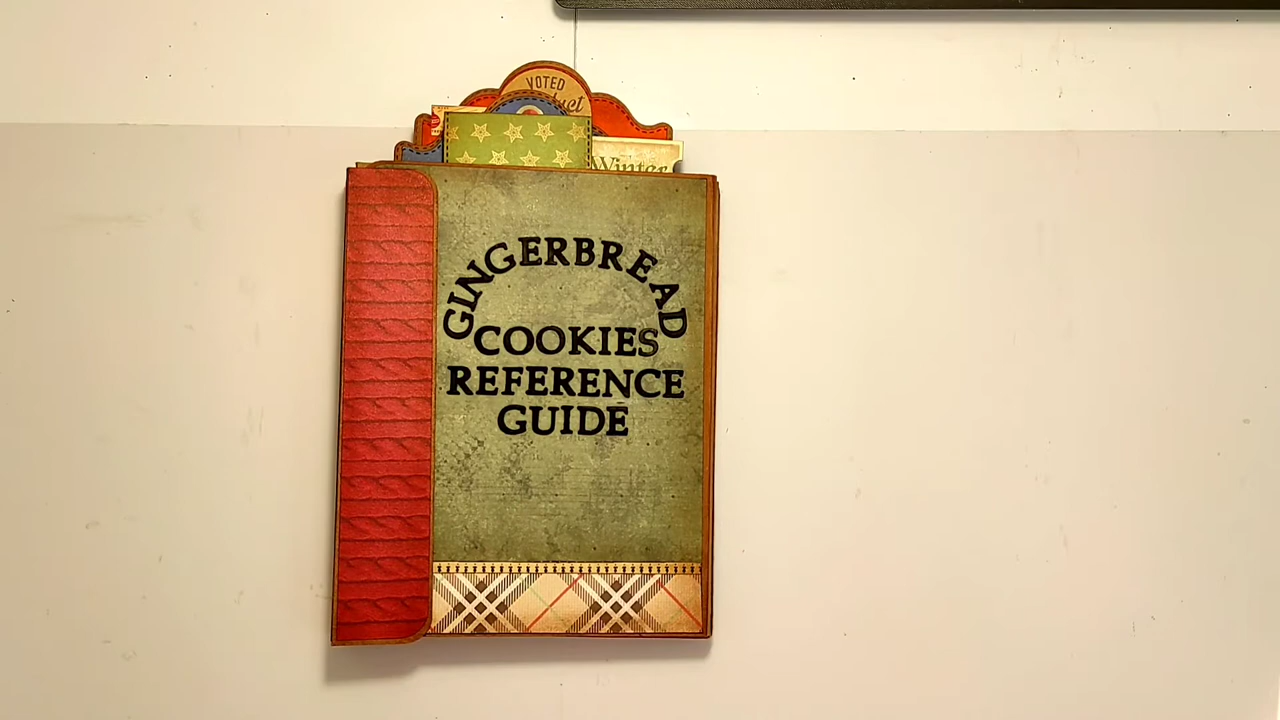 VOTED
Winter
GINGERBREAD
COOKIES
REFERENCE
GUIDE